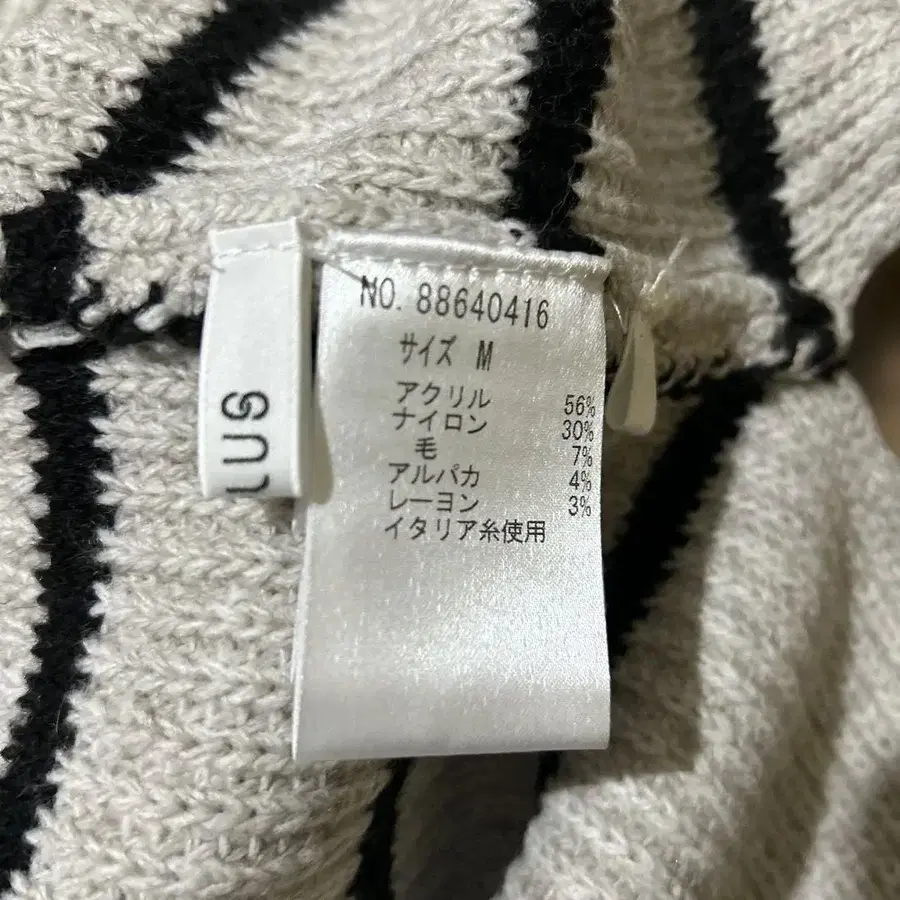 NO. 88640416
サイズ M
アクリル 56%
ナイロン 30%
毛 7%
アルパカ 4%
レーヨン 3%
イタリア糸使用